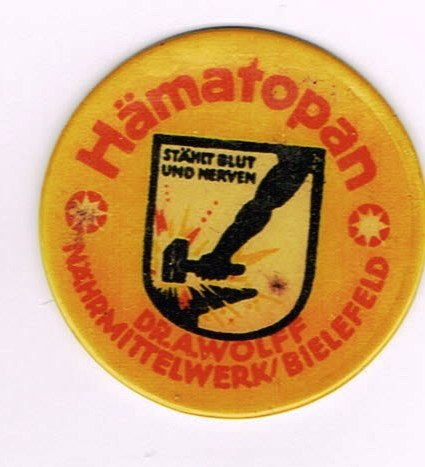 Hämatopan
STÄHLT BLUT
UND NERVEN
DR.A.WOLFF
NÄHRMITTELWERK/BIELEFELD